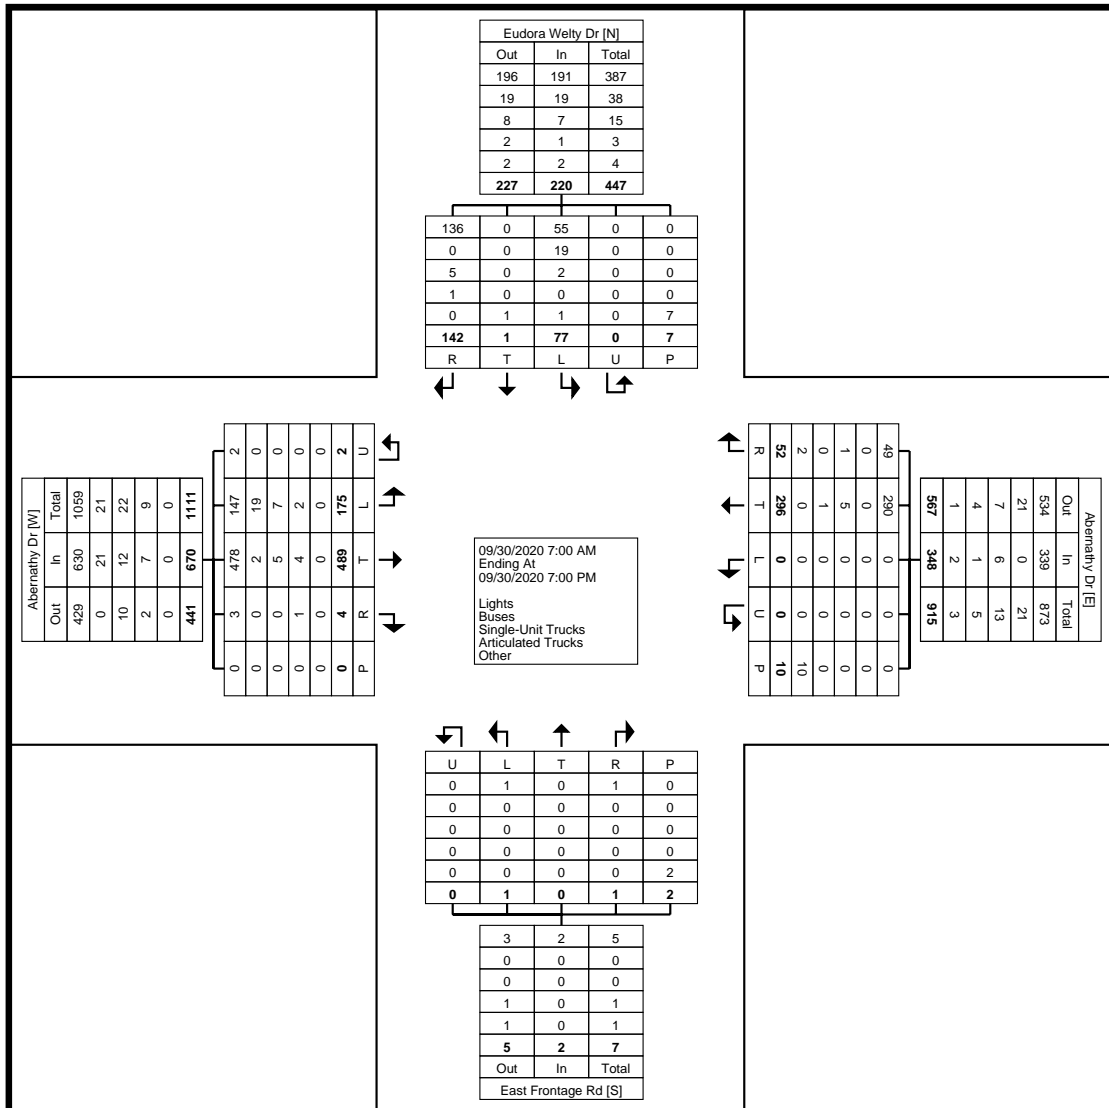 Eudora Welty Dr [N]
Out In Total
196 191 387
19 19 38
8 7 15
2 1 3
2 2 4
227 220 447
136 0 55 0 0
0 0 19 0 0
5 0 2 0 0
1 0 0 0 0
0 1 1 0 7
142 1 77 0 7
R T L U P
Abernathy Dr [W]
Total In Out
1059 630 429
21 21 0
22 12 10
9 7 2
0 0 0
1111 670 441
2 147 478 3 0
0 19 2 0 0
0 7 5 0 0
0 2 4 1 0
0 0 0 0 0
2 175 489 4 0
U L T R P
09/30/2020 7:00 AM
Ending At
09/30/2020 7:00 PM
Lights
Buses
Single-Unit Trucks
Articulated Trucks
Other
Abernathy Dr [E]
Out In Total
534 339 873
21 0 21
7 6 13
4 1 5
1 2 3
567 348 915
49 290 0 0 0
0 0 0 0 0
1 5 0 0 0
0 1 0 0 0
2 0 0 0 10
52 296 0 0 10
R T L U P
U L T R P
0 1 0 1 0
0 0 0 0 0
0 0 0 0 0
0 0 0 0 0
0 0 0 0 2
0 1 0 1 2
3 2 5
0 0 0
0 0 0
1 0 1
1 0 1
5 2 7
Out In Total
East Frontage Rd [S]